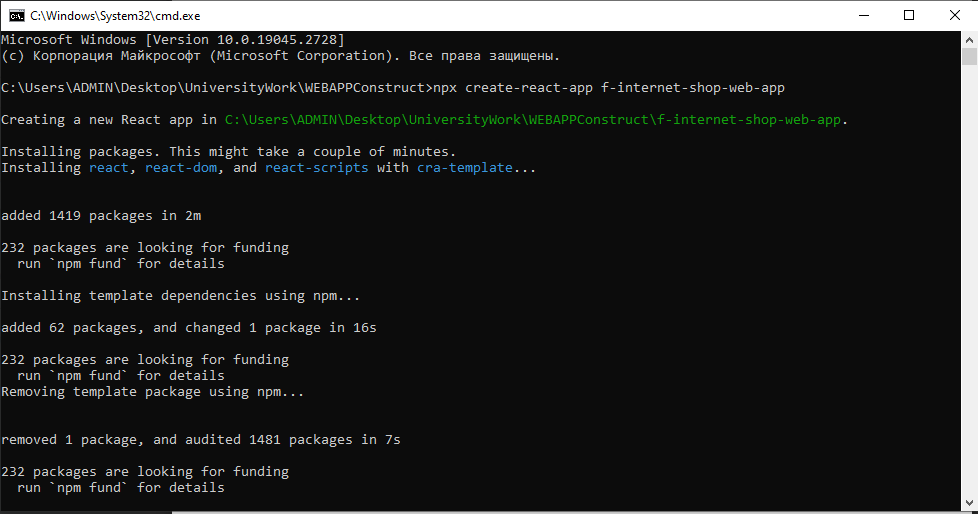 C:\Windows\System32\cmd.exe
Microsoft Windows [Version 10.0.19045.2728]
(c) Корпорация Майкрософт (Microsoft Corporation). Все права защищены.
C:\Users\ADMIN\Desktop\UniversityWork\WEBAPPConstruct>npx create-react-app f-internet-shop-web-app
Creating a new React app in C:\Users\ADMIN\Desktop\UniversityWork\WEBAPPConstruct\f-internet-shop-web-app.
Installing packages. This might take a couple of minutes.
Installing react, react-dom, and react-scripts with cra-template...
added 1419 packages in 2m
232 packages are looking for funding
  run `npm fund` for details
Installing template dependencies using npm...
added 62 packages, and changed 1 package in 16s
232 packages are looking for funding
  run `npm fund` for details
Removing template package using npm...
removed 1 package, and audited 1481 packages in 7s
232 packages are looking for funding
  run `npm fund` for details